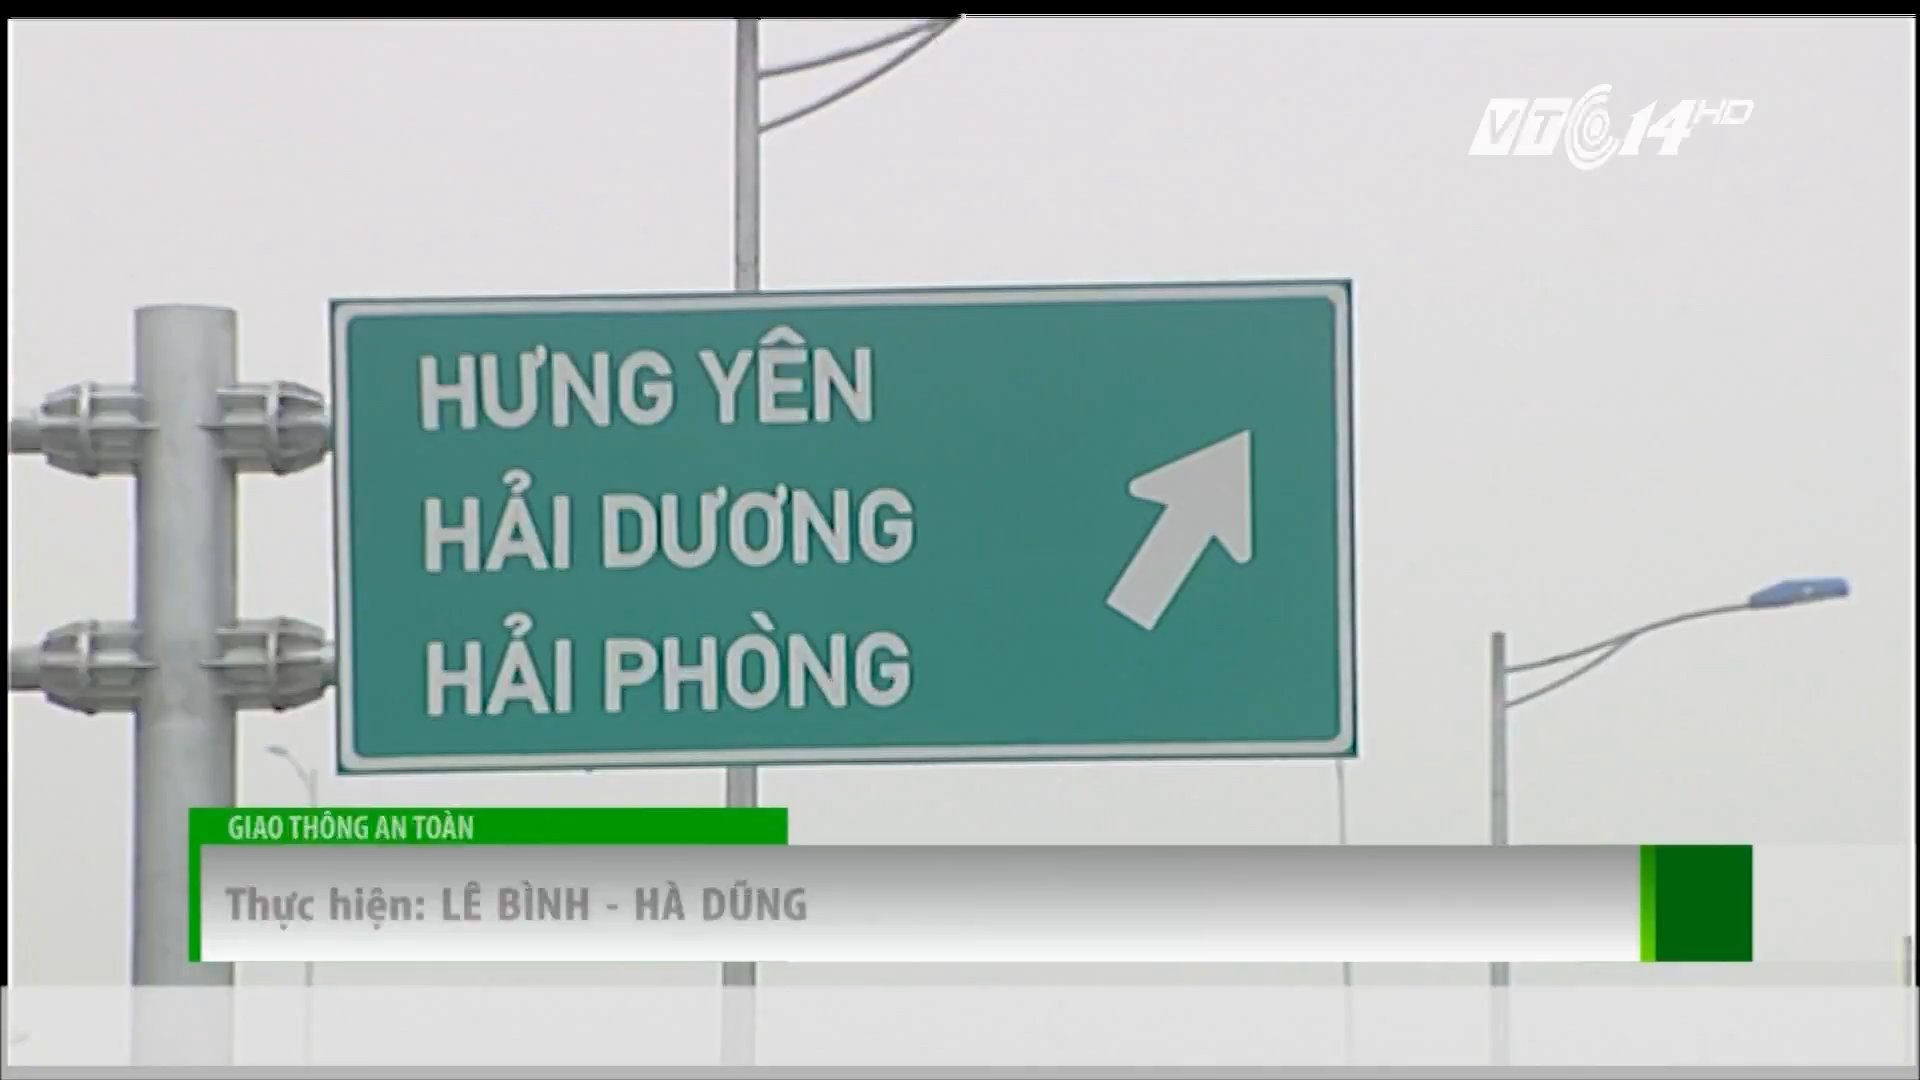 VTC14 HD
HƯNG YÊN
HẢI DƯƠNG
HẢI PHÒNG
GIAO THÔNG AN TOÀN
Thực hiện: LÊ BÌNH - HÀ DŨNG